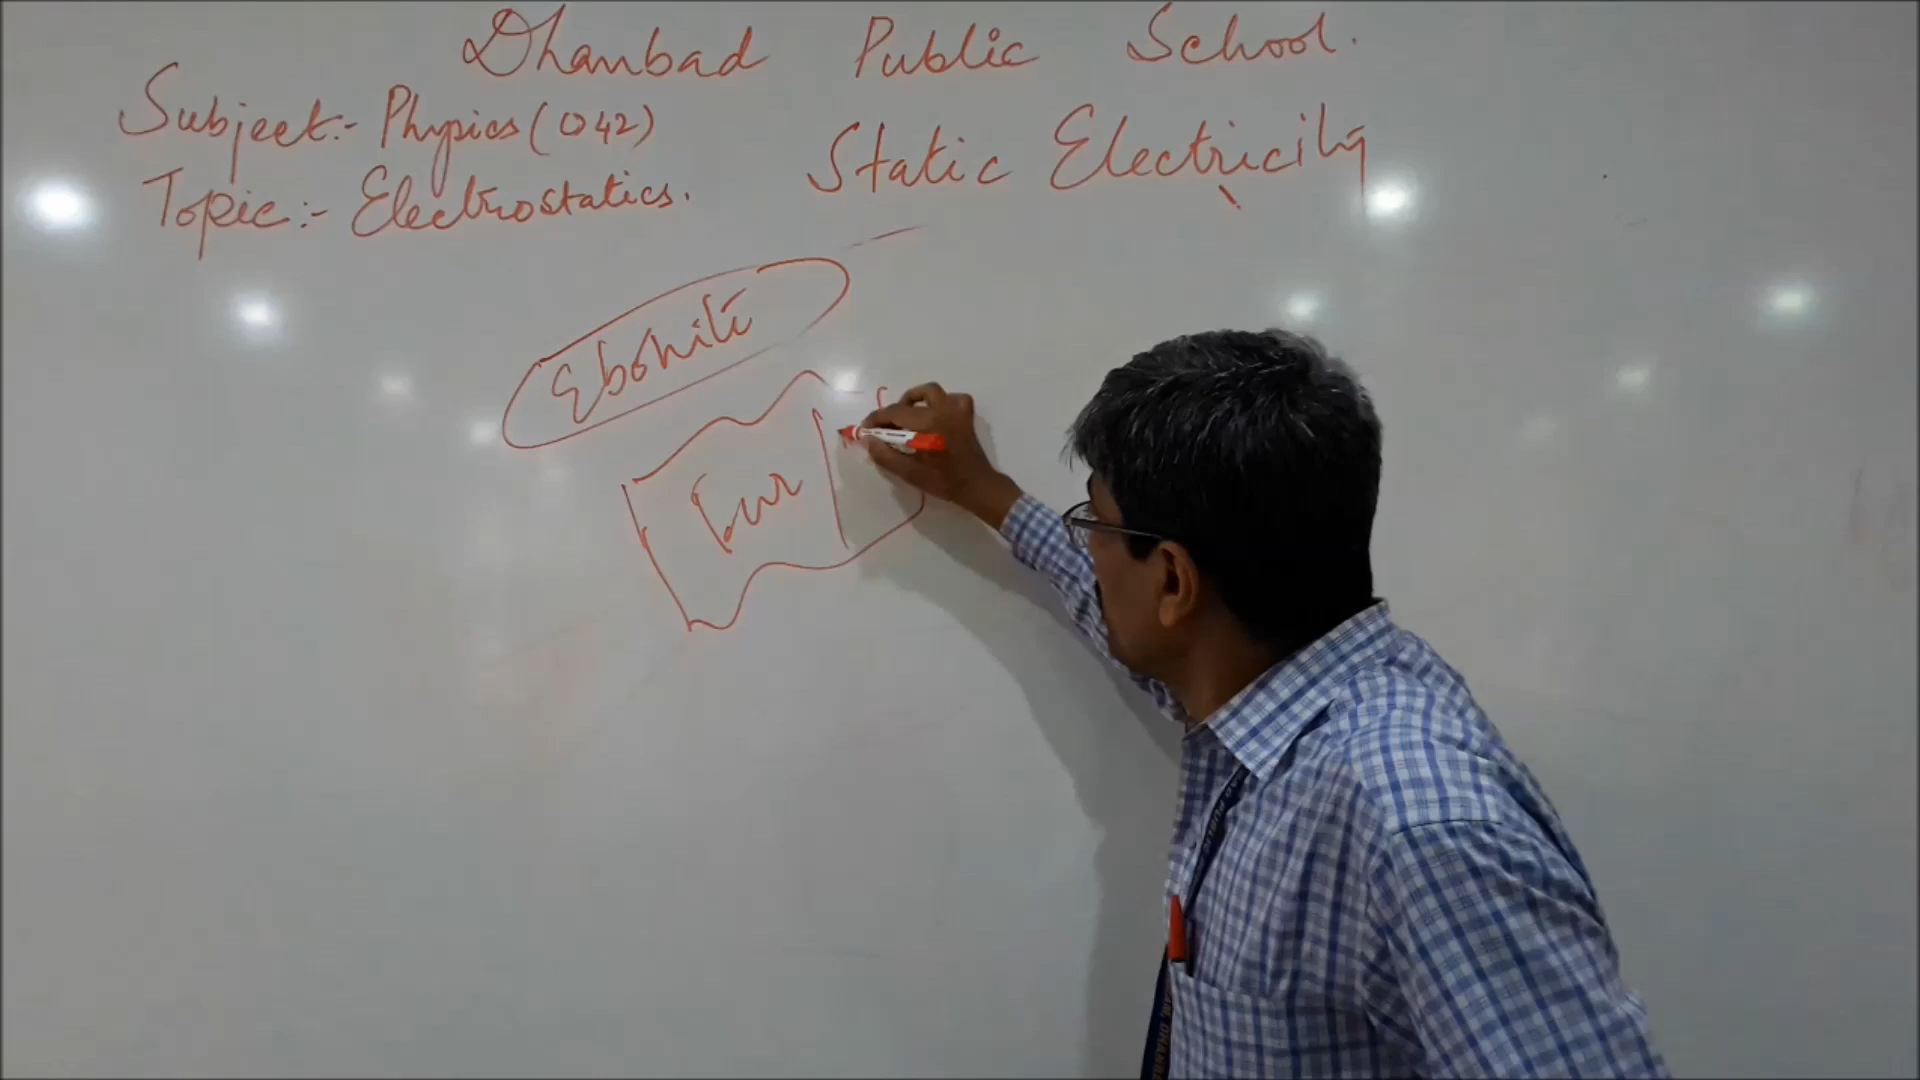 Dhanbad Public School.
Subject:- Physics (042)
Static Electricity
Topic:- Electrostatics.
Ebonite
Fur